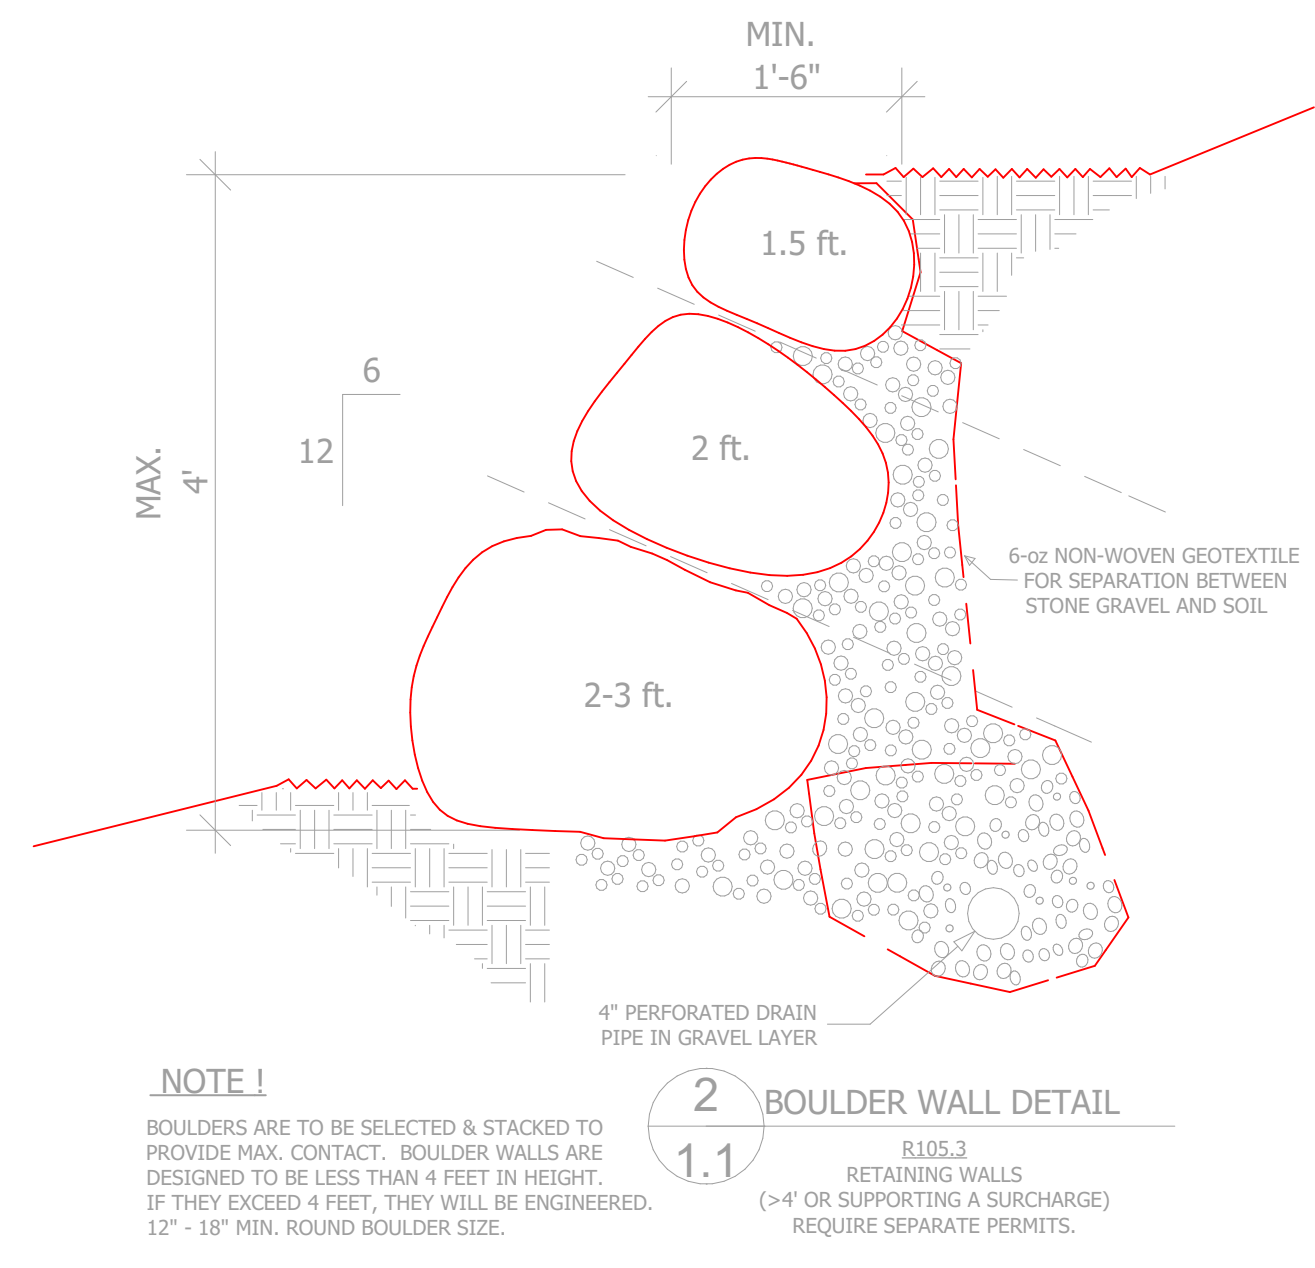 MIN.
1'-6"
1.5 ft.
6
12
2 ft.
MAX.
4'
6-oz NON-WOVEN GEOTEXTILE
FOR SEPARATION BETWEEN
STONE GRAVEL AND SOIL
2-3 ft.
4" PERFORATED DRAIN
PIPE IN GRAVEL LAYER
NOTE !
BOULDERS ARE TO BE SELECTED & STACKED TO
PROVIDE MAX. CONTACT. BOULDER WALLS ARE
DESIGNED TO BE LESS THAN 4 FEET IN HEIGHT.
IF THEY EXCEED 4 FEET, THEY WILL BE ENGINEERED.
12" - 18" MIN. ROUND BOULDER SIZE.
2
1.1
BOULDER WALL DETAIL
R105.3
RETAINING WALLS
(>4' OR SUPPORTING A SURCHARGE)
REQUIRE SEPARATE PERMITS.